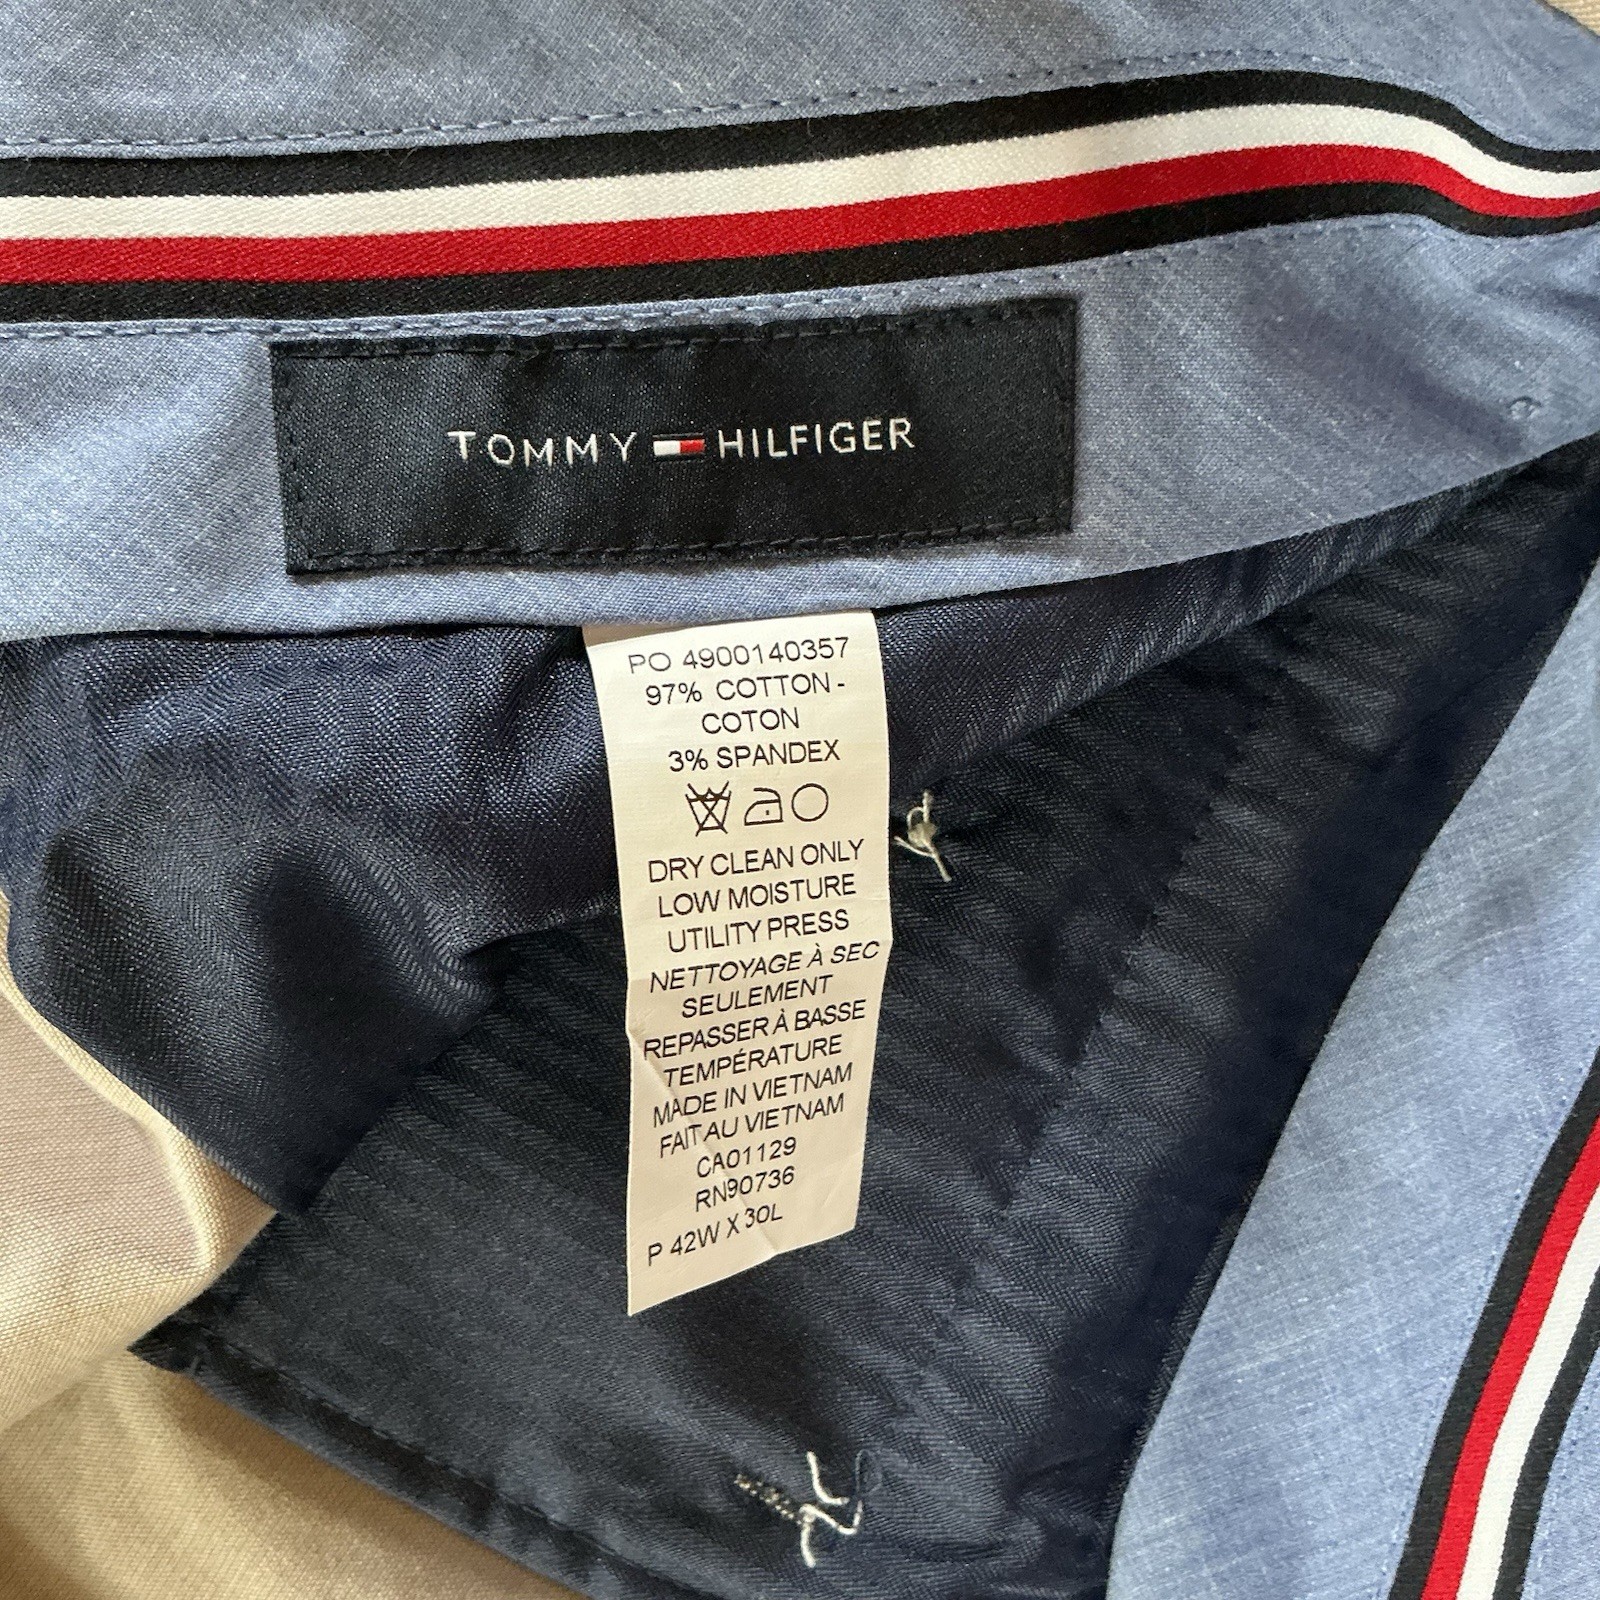 TOMMY HILFIGER
PO 4900140357
97% COTTON-
COTON
3% SPANDEX
DRY CLEAN ONLY
LOW MOISTURE
UTILITY PRESS
NETTOYAGE À SEC
SEULEMENT
REPASSER À BASSE
TEMPÉRATURE
MADE IN VIETNAM
FAIT AU VIETNAM
CA01129
RN90736
P 42W X 30L